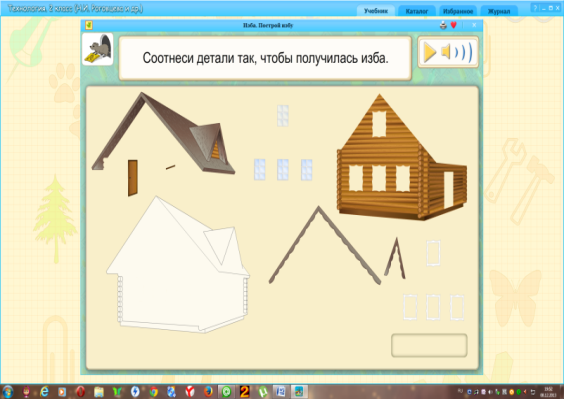 Технология. 2 класс (Н.И. Роговцева и др.)
Учебник Каталог Избранное Журнал
Изба. Построй избу
Соотнеси детали так, чтобы получилась изба.